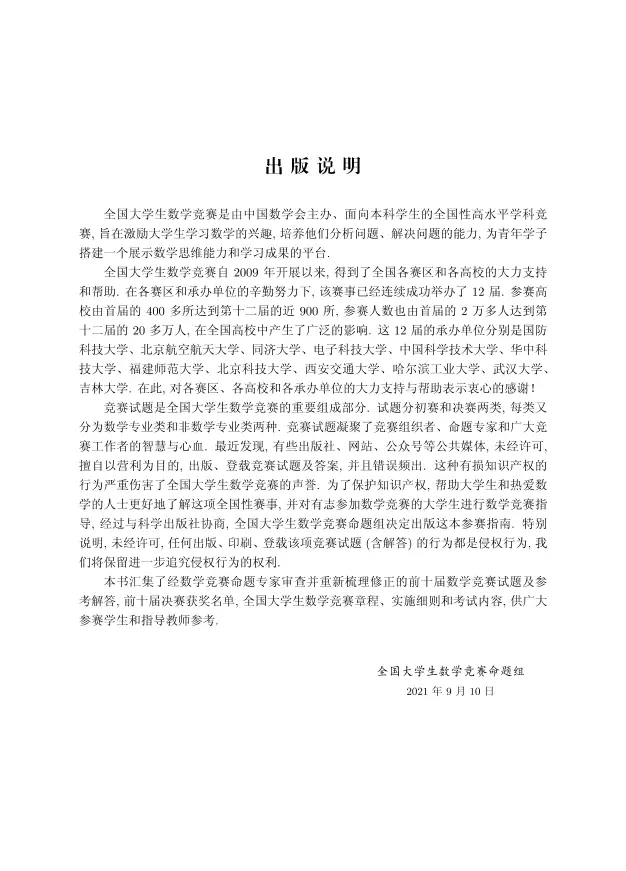 出版说明
全国大学生数学竞赛是由中国数学会主办、面向本科学生的全国性高水平学科竞
赛, 旨在激励大学生学习数学的兴趣, 培养他们分析问题、解决问题的能力, 为青年学子
搭建一个展示数学思维能力和学习成果的平台.
全国大学生数学竞赛自 2009 年开展以来, 得到了全国各赛区和各高校的大力支持
和帮助. 在各赛区和承办单位的辛勤努力下, 该赛事已经连续成功举办了 12 届. 参赛高
校由首届的 400 多所达到第十二届的近 900 所, 参赛人数也由首届的 2 万多人达到第
十二届的 20 多万人, 在全国高校中产生了广泛的影响. 这 12 届的承办单位分别是国防
科技大学、北京航空航天大学、同济大学、电子科技大学、中国科学技术大学、华中科
技大学、福建师范大学、北京科技大学、西安交通大学、哈尔滨工业大学、武汉大学、
吉林大学. 在此, 对各赛区、各高校和各承办单位的大力支持与帮助表示衷心的感谢!
竞赛试题是全国大学生数学竞赛的重要组成部分. 试题分初赛和决赛两类, 每类又
分为数学专业类和非数学专业类两种. 竞赛试题凝聚了竞赛组织者、命题专家和广大竞
赛工作者的智慧与心血. 最近发现, 有些出版社、网站、公众号等公共媒体, 未经许可,
擅自以营利为目的, 出版、登载竞赛试题及答案, 并且错误频出. 这种有损知识产权的
行为严重伤害了全国大学生数学竞赛的声誉. 为了保护知识产权, 帮助大学生和热爱数
学的人士更好地了解这项全国性赛事, 并对有志参加数学竞赛的大学生进行数学竞赛指
导, 经过与科学出版社协商, 全国大学生数学竞赛命题组决定出版这本参赛指南. 特别
说明, 未经许可, 任何出版、印刷、登载该项竞赛试题 (含解答) 的行为都是侵权行为, 我
们将保留进一步追究侵权行为的权利.
本书汇集了经数学竞赛命题专家审查并重新梳理修正的前十届数学竞赛试题及参
考解答, 前十届决赛获奖名单, 全国大学生数学竞赛章程、实施细则和考试内容, 供广大
参赛学生和指导教师参考.
全国大学生数学竞赛命题组
2021 年 9 月 10 日